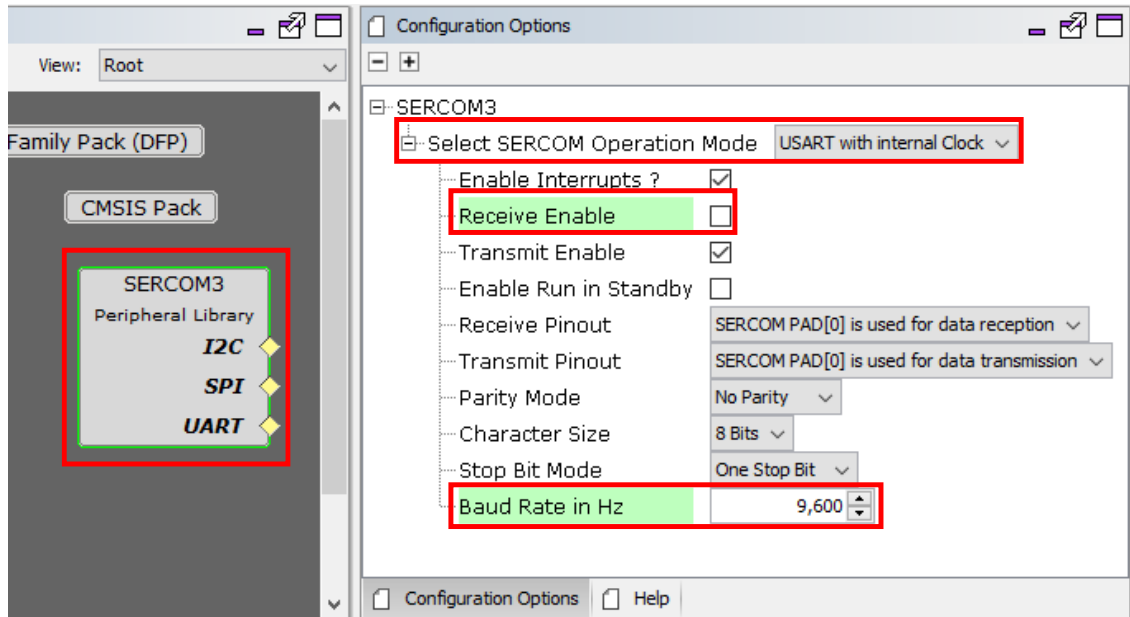 View: Root
Family Pack (DFP)
CMSIS Pack
SERCOM3
Peripheral Library
I2C
SPI
UART
Configuration Options
SERCOM3
Select SERCOM Operation Mode USART with internal Clock
Enable Interrupts ?
Receive Enable
Transmit Enable
Enable Run in Standby
Receive Pinout SERCOM PAD[0] is used for data reception
Transmit Pinout SERCOM PAD[0] is used for data transmission
Parity Mode No Parity
Character Size 8 Bits
Stop Bit Mode One Stop Bit
Baud Rate in Hz 9,600
Configuration Options Help